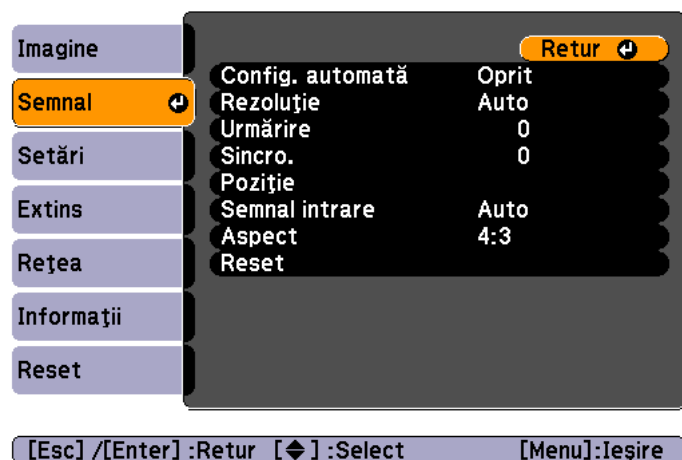 Imagine
Semnal
Setări
Extins
Reţea
Informaţii
Reset
Retur
Config. automată Oprit
Rezoluţie Auto
Urmărire 0
Sincro. 0
Poziţie
Semnal intrare Auto
Aspect 4:3
Reset
[Esc] /[Enter] :Retur [◆] :Select [Menu]:Ieşire